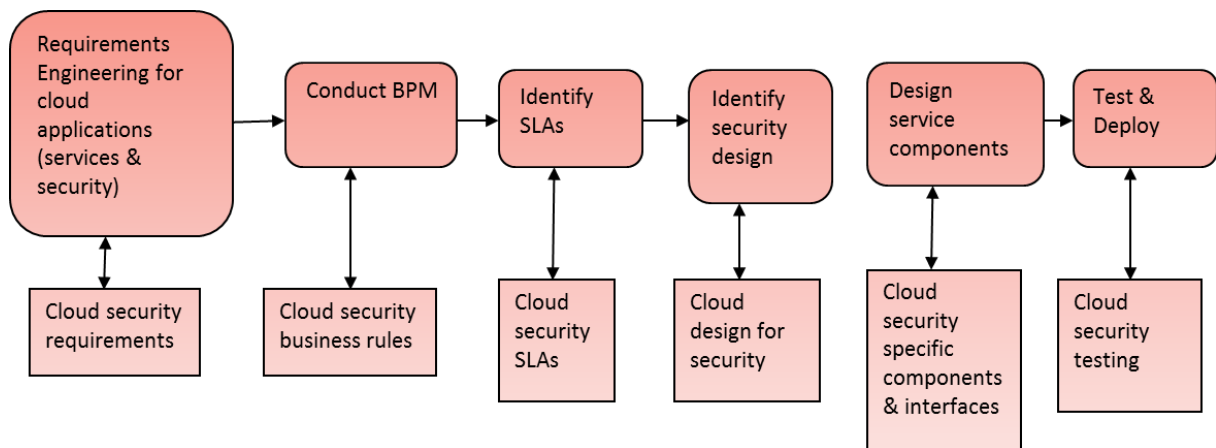 Requirements
Engineering for
cloud
applications
(services &
security)
Conduct BPM
Identify
SLAs
Identify
security
design
Design
service
components
Test &
Deploy
Cloud security
requirements
Cloud security
business rules
Cloud
security
SLAs
Cloud
design for
security
Cloud
security
specific
components
& interfaces
Cloud
security
testing